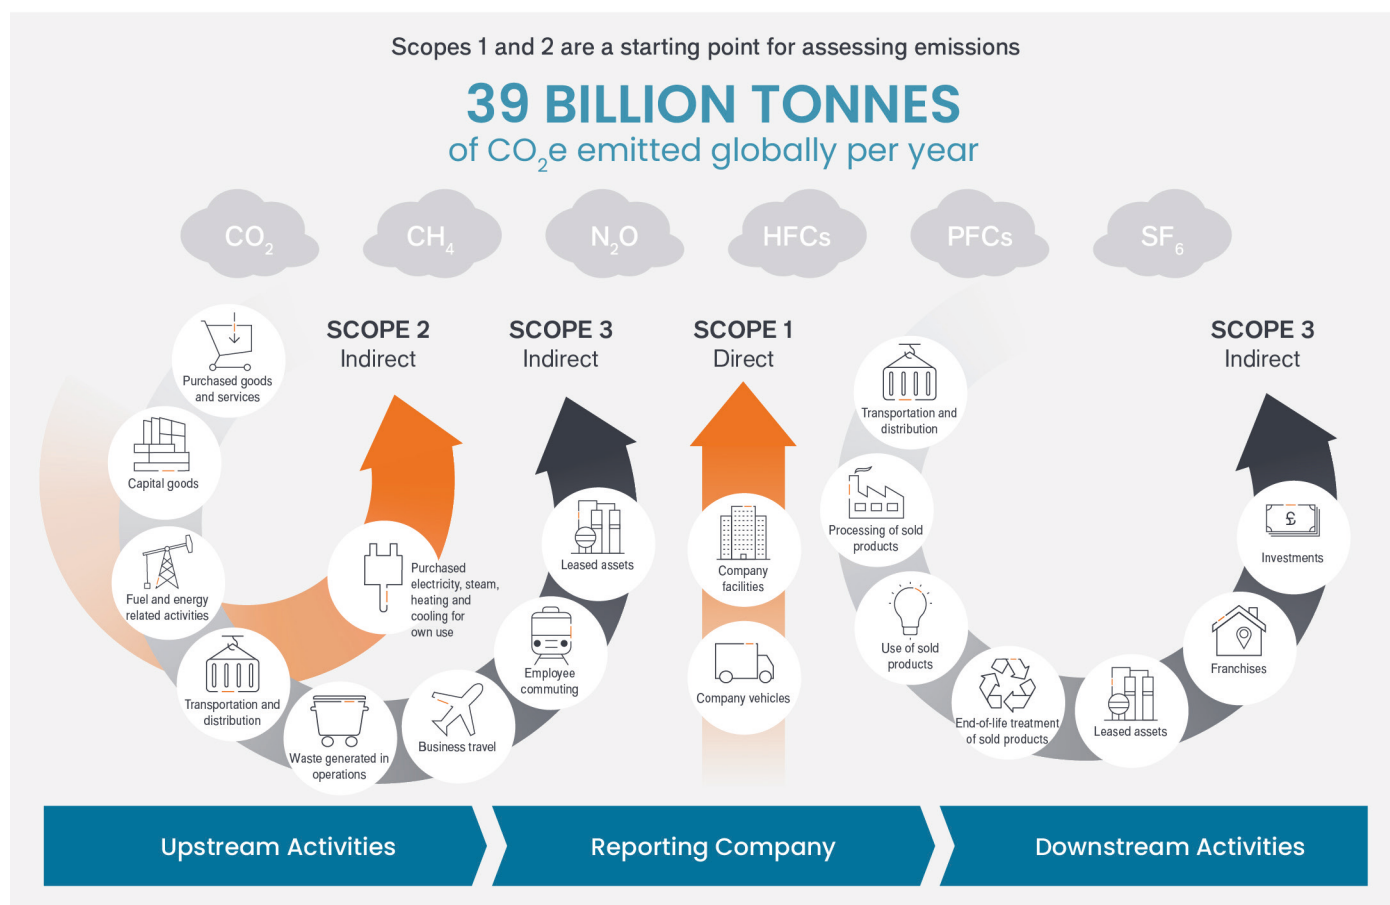 Scopes 1 and 2 are a starting point for assessing emissions
39 BILLION TONNES
of CO₂e emitted globally per year
CO₂
CH₄
N₂O
HFCs
PFCs
SF₆
SCOPE 2
Indirect
SCOPE 3
Indirect
SCOPE 1
Direct
SCOPE 3
Indirect
Purchased goods
and services
Capital goods
Fuel and energy
related activities
Transportation and
distribution
Waste generated in
operations
Business travel
Employee
commuting
Leased assets
Purchased
electricity, steam,
heating and
cooling for
own use
Company
facilities
Company vehicles
Transportation and
distribution
Processing of sold
products
Use of sold
products
End-of-life treatment
of sold products
Leased assets
Franchises
£
Investments
Upstream Activities
Reporting Company
Downstream Activities